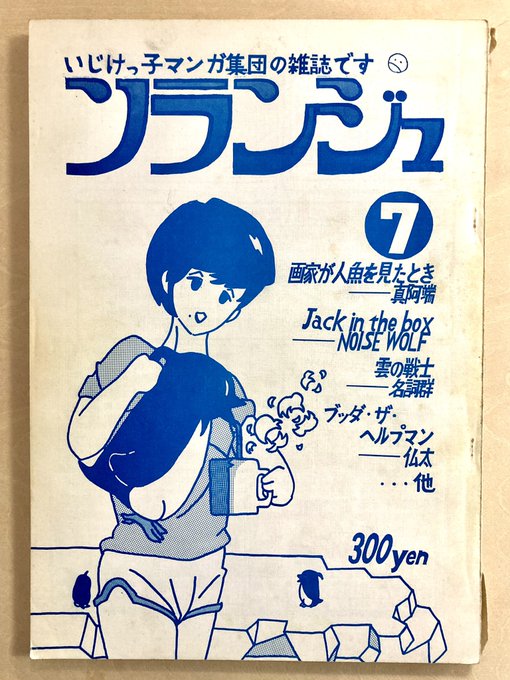 いじけっ子マンガ集団の雑誌です
ソランジュ
7
画家が人魚を見たとき
——真阿喘
Jack in the box
——NOISE WOLF
雲の戦士
——名詞群
ブッダ・ザ・
ヘルプマン
——仏太
・・・他
300yen